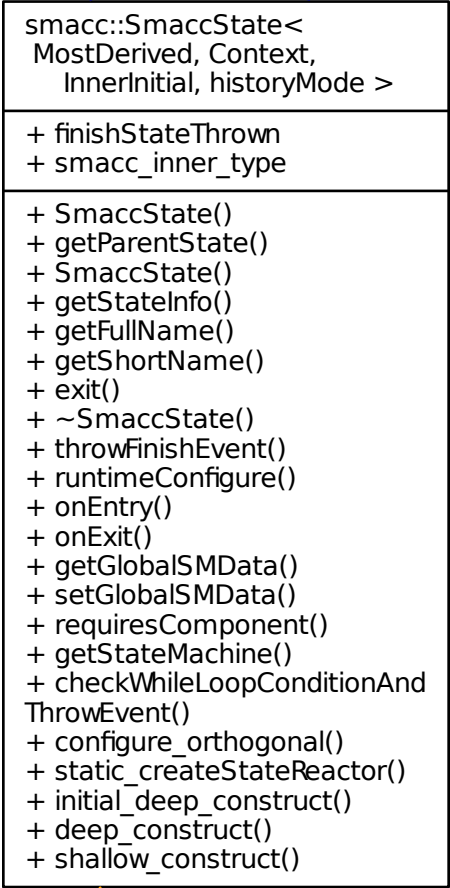 smacc::SmaccState<
MostDerived, Context,
InnerInitial, historyMode >
+ finishStateThrown
+ smacc_inner_type
+ SmaccState()
+ getParentState()
+ SmaccState()
+ getStateInfo()
+ getFullName()
+ getShortName()
+ exit()
+ ~SmaccState()
+ throwFinishEvent()
+ runtimeConfigure()
+ onEntry()
+ onExit()
+ getGlobalSMData()
+ setGlobalSMData()
+ requiresComponent()
+ getStateMachine()
+ checkWhileLoopConditionAnd
ThrowEvent()
+ configure_orthogonal()
+ static_createStateReactor()
+ initial_deep_construct()
+ deep_construct()
+ shallow_construct()